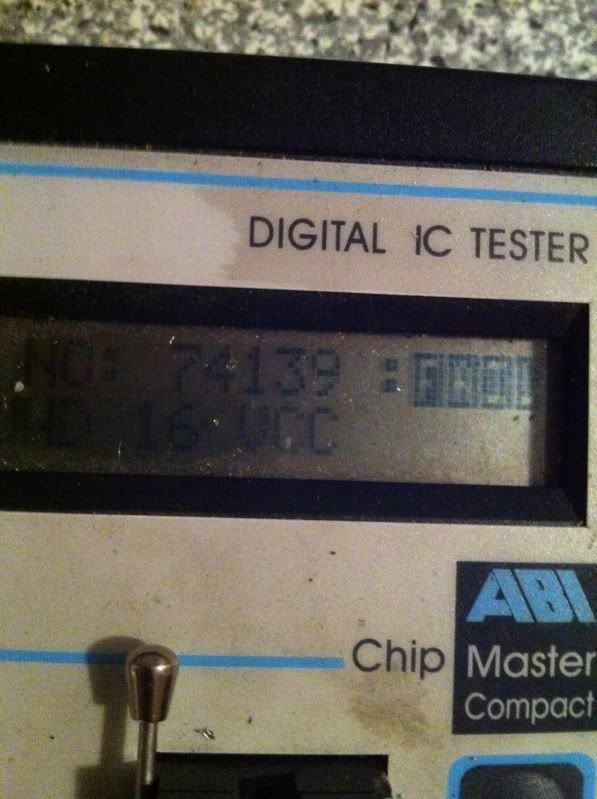 DIGITAL IC TESTER
NO: 74139 :
16 VCC
ABI
Chip Master
Compact